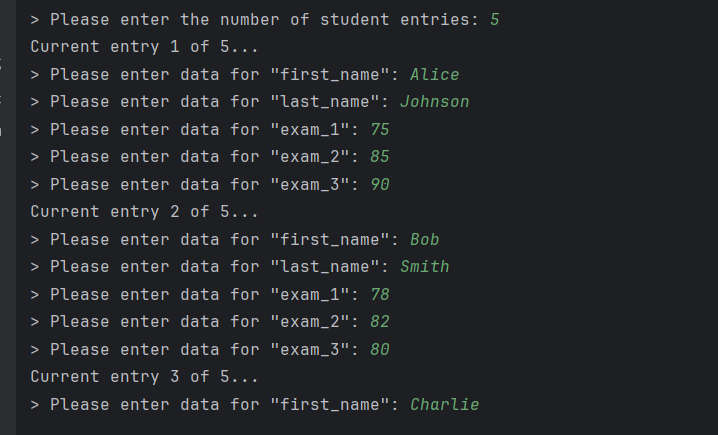 > Please enter the number of student entries: 5
Current entry 1 of 5...
> Please enter data for "first_name": Alice
> Please enter data for "last_name": Johnson
> Please enter data for "exam_1": 75
> Please enter data for "exam_2": 85
> Please enter data for "exam_3": 90
Current entry 2 of 5...
> Please enter data for "first_name": Bob
> Please enter data for "last_name": Smith
> Please enter data for "exam_1": 78
> Please enter data for "exam_2": 82
> Please enter data for "exam_3": 80
Current entry 3 of 5...
> Please enter data for "first_name": Charlie